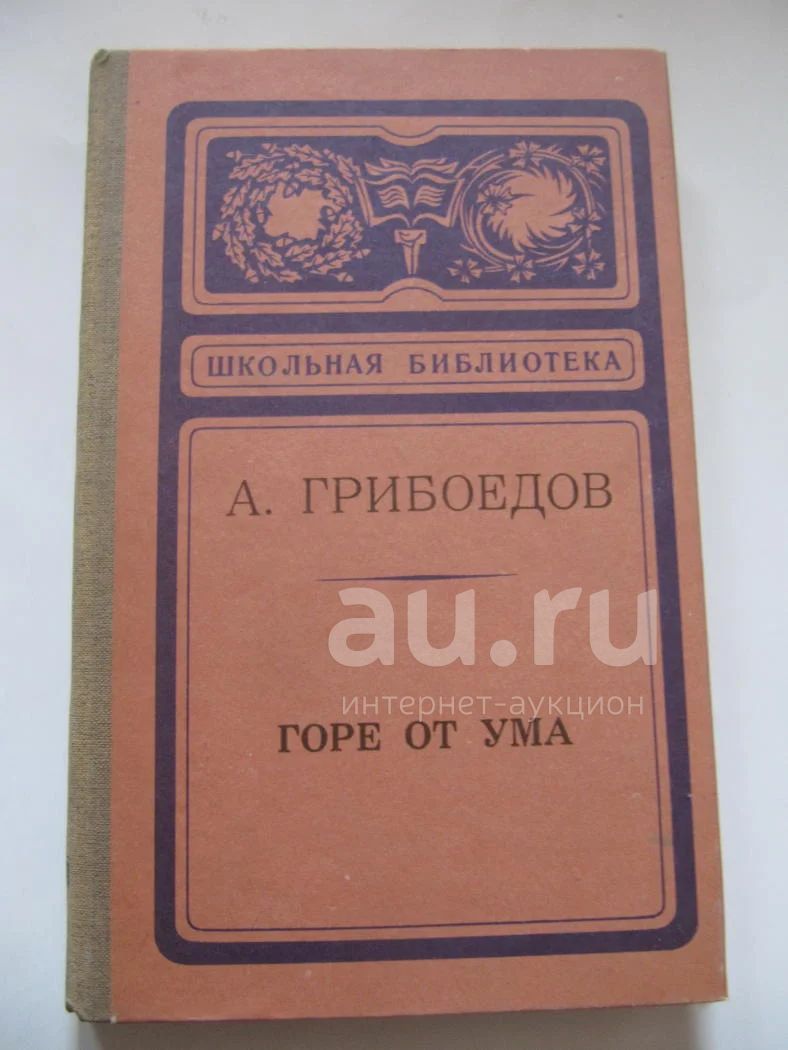 ШКОЛЬНАЯ БИБЛИОТЕКА
А. ГРИБОЕДОВ
au.ru
интернет-аукцион
ГОРЕ ОТ УМА